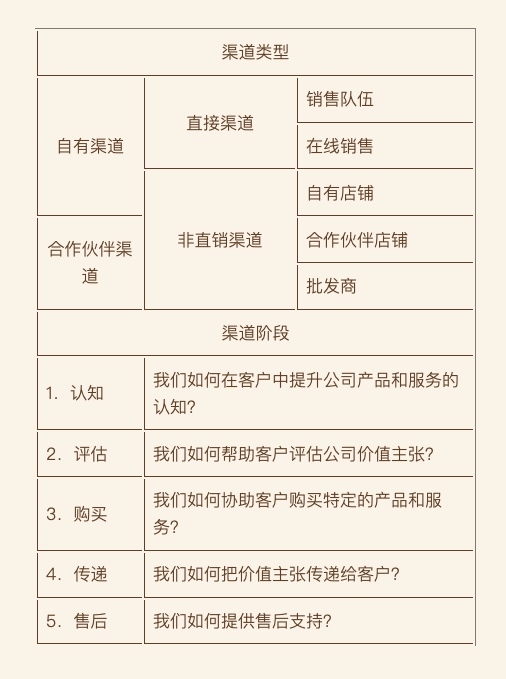 渠道类型
自有渠道
直接渠道
销售队伍
在线销售
非直销渠道
自有店铺
合作伙伴渠
道
合作伙伴店铺
批发商
渠道阶段
1. 认知
我们如何在客户中提升公司产品和服务的
认知?
2. 评估
我们如何帮助客户评估公司价值主张?
3. 购买
我们如何协助客户购买特定的产品和服
务?
4. 传递
我们如何把价值主张传递给客户?
5. 售后
我们如何提供售后支持?